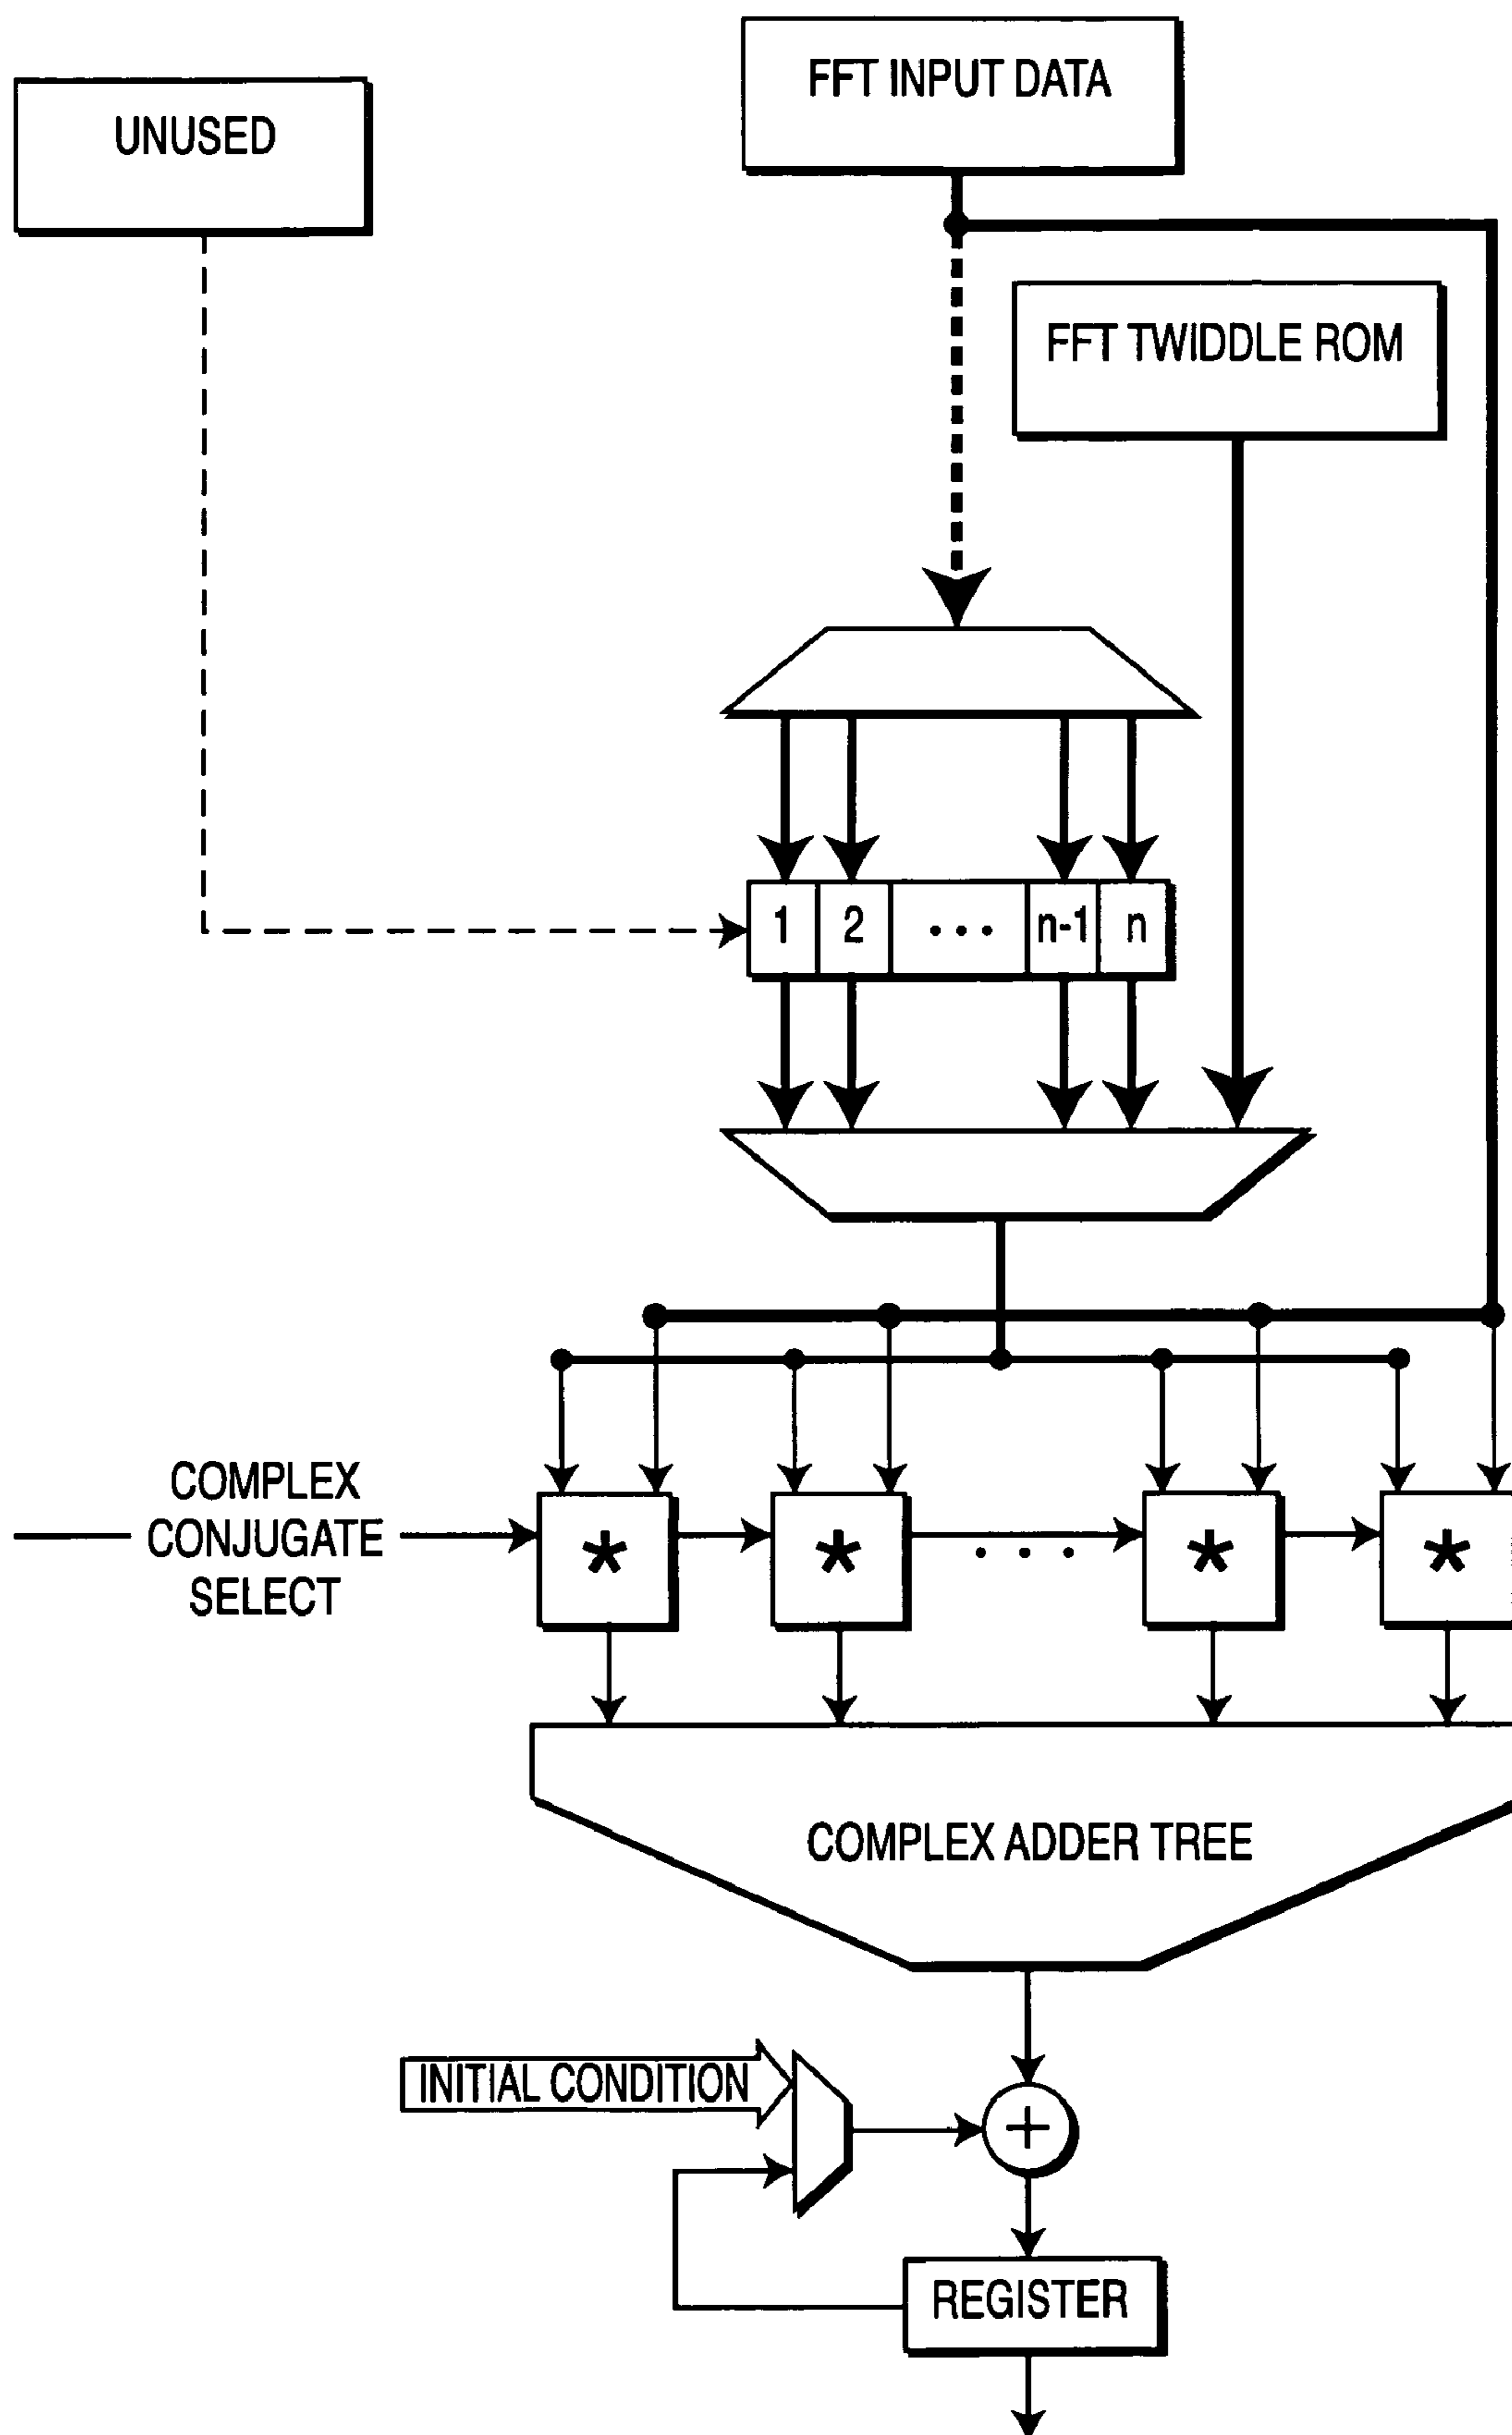 FFT INPUT DATA
UNUSED
FFT TWIDDLE ROM
1 2 • • • n-1 n
COMPLEX
CONJUGATE
SELECT
* * • • • * *
COMPLEX ADDER TREE
INITIAL CONDITION
+
REGISTER